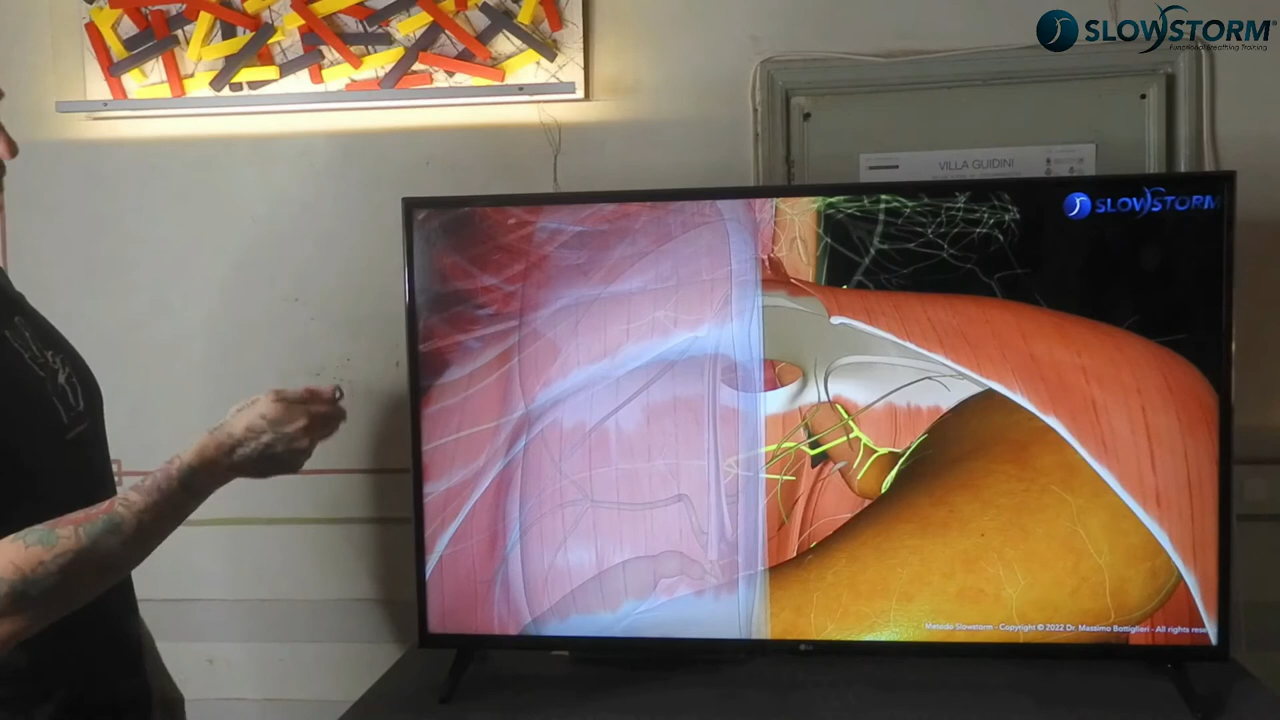 SLOWSTORM
Functional Breathing Training
VILLA GUIDINI
SLOWSTORM
Metodo Slowstorm - Copyright © 2022 Dr. Massimo Bottiglieri - All rights rese
LG